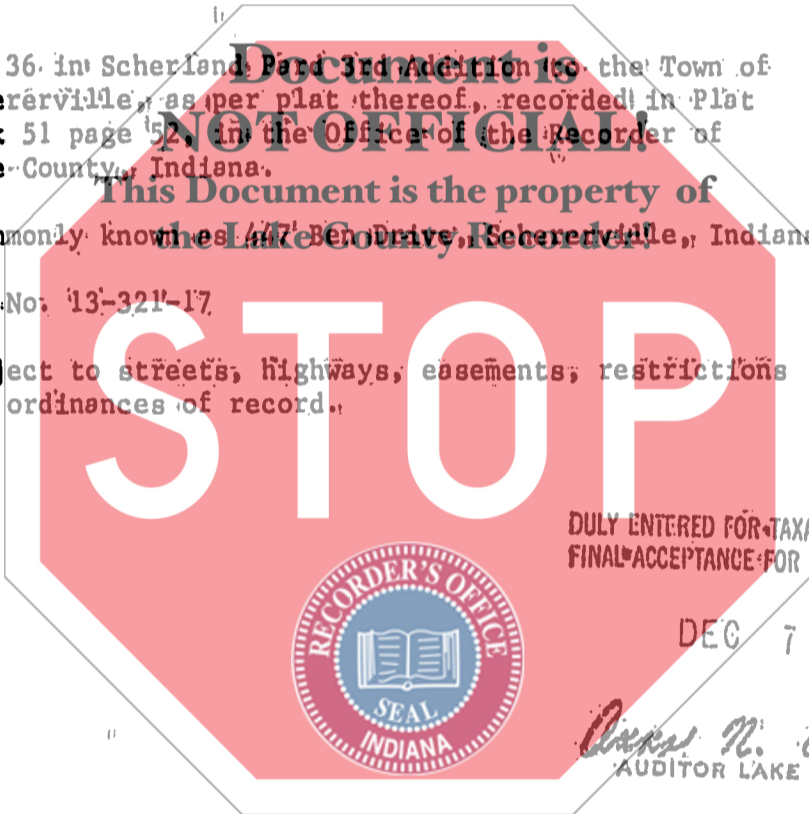 Document is
36 in Scherland Pard 3rd Addition to the Town of
ererville, as per plat thereof, recorded in Plat
51 page 52, in the Office of the Recorder of
NOT OFFICIAL!
County, Indiana.
This Document is the property of
the Lake County Recorder!
monly known as 447 Ben Drive, Schererville, Indiana
No. 13-321-17
STOP
ect to streets, highways, easements, restrictions
ordinances of record.
DULY ENTERED FOR TAXA
FINAL ACCEPTANCE FOR
DEC 7
RECORDER'S OFFICE
SEAL
INDIANA
N.
AUDITOR LAKE